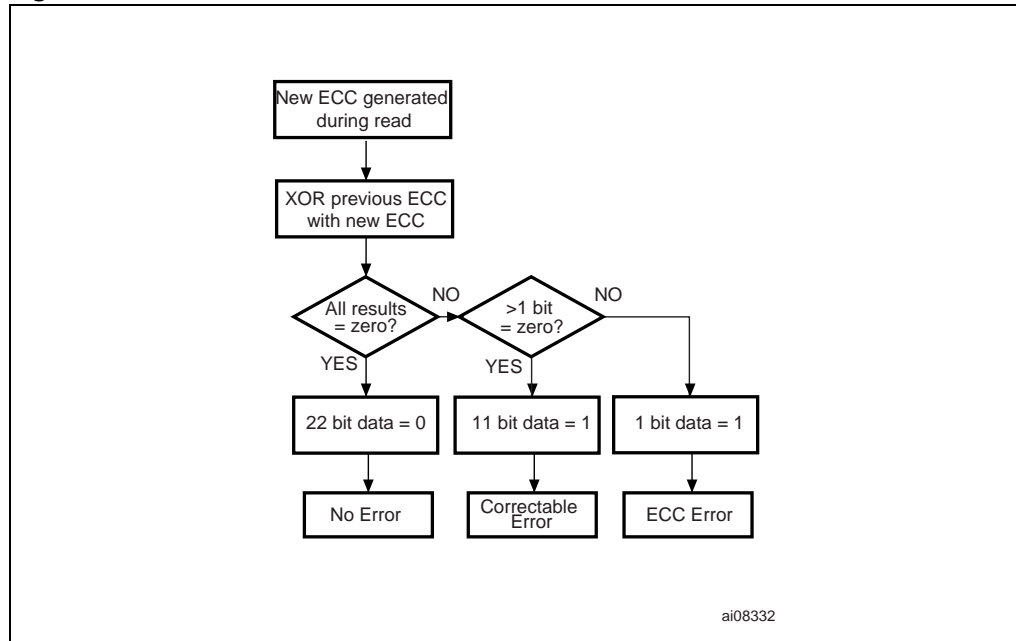 New ECC generated
during read
XOR previous ECC
with new ECC
All results
= zero?
NO
>1 bit
= zero?
NO
YES
YES
22 bit data = 0
11 bit data = 1
1 bit data = 1
No Error
Correctable
Error
ECC Error
ai08332